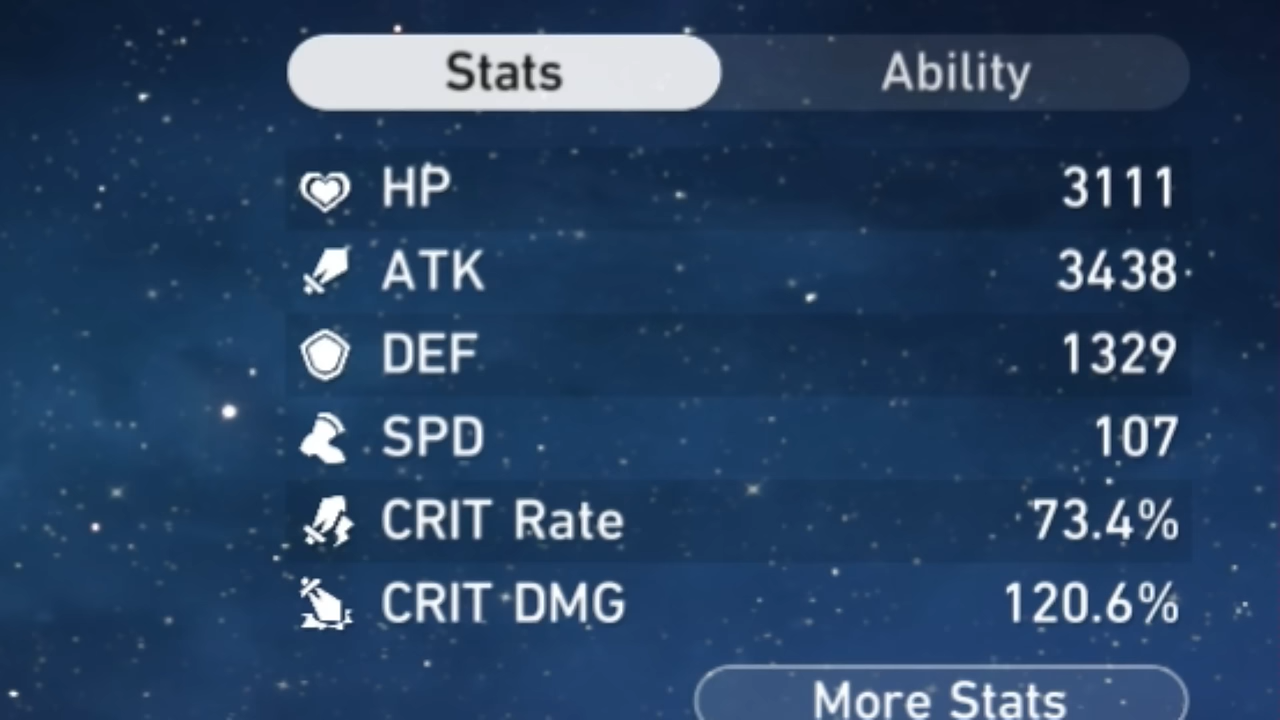 Stats Ability
HP 3111
ATK 3438
DEF 1329
SPD 107
CRIT Rate 73.4%
CRIT DMG 120.6%
More Stats